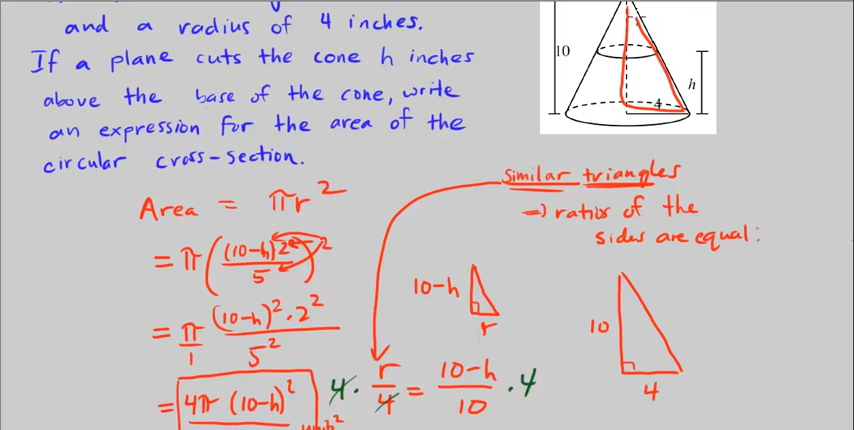 and a radius of 4 inches.
If a plane cuts the cone h inches
above the base of the cone, write
an expression for the area of the
circular cross-section.
10
h
4
Similar triangles
=> ratios of the
sides are equal:
Area = πr²
= π((10-h)2/5)²
= π/1 (10-h)²·2²/5²
= 4π (10-h)²
10-h
r
10
4
4· r/4 = 10-h/10 ·4